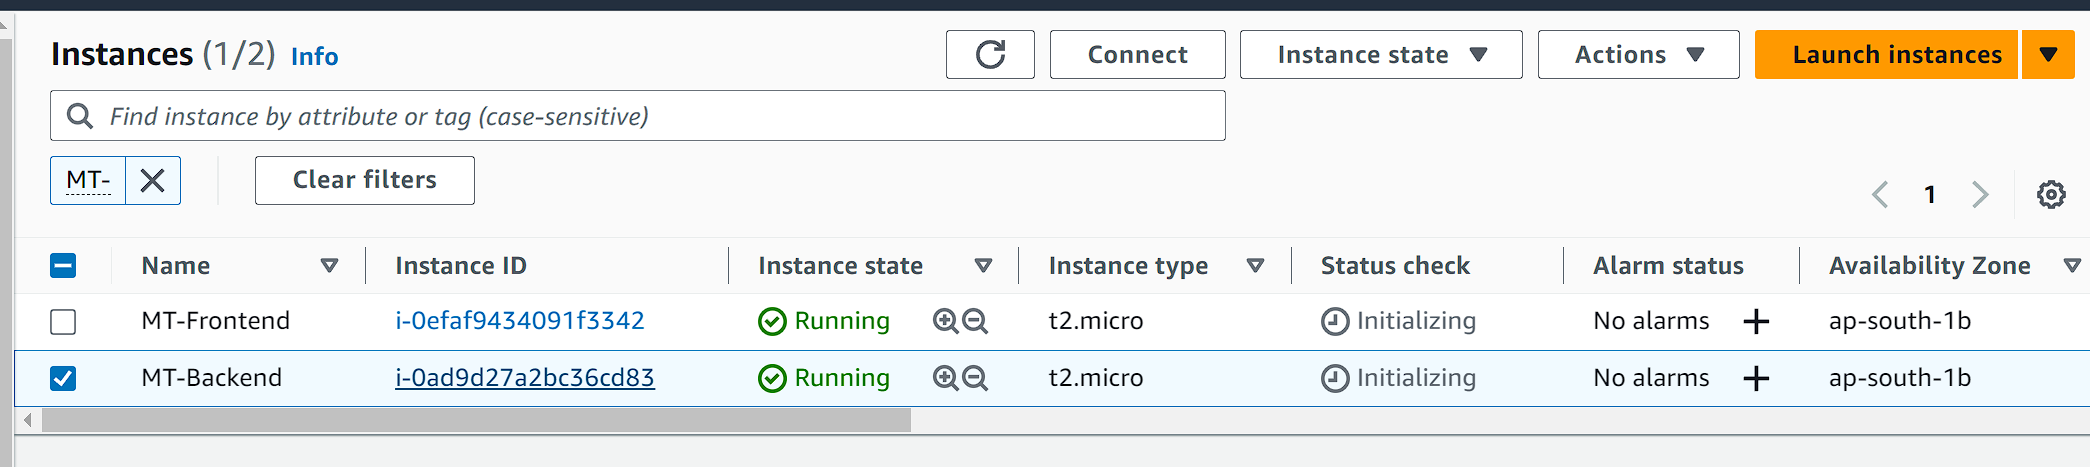 Instances (1/2) Info Connect Instance state Actions Launch instances
Find instance by attribute or tag (case-sensitive)
MT- Clear filters
1
Name Instance ID Instance state Instance type Status check Alarm status Availability Zone
MT-Frontend i-0efaf9434091f3342 Running t2.micro Initializing No alarms + ap-south-1b
MT-Backend i-0ad9d27a2bc36cd83 Running t2.micro Initializing No alarms + ap-south-1b